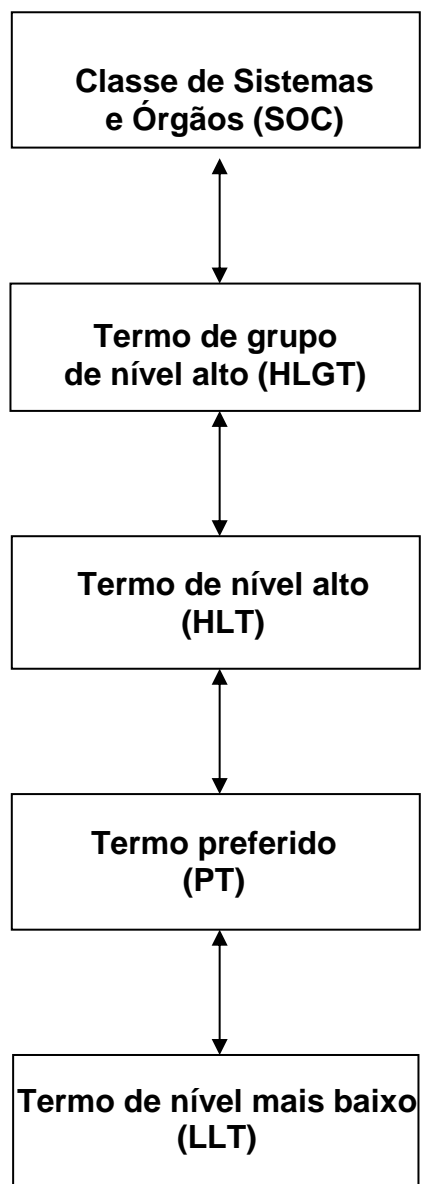 Classe de Sistemas
e Órgãos (SOC)
Termo de grupo
de nível alto (HLGT)
Termo de nível alto
(HLT)
Termo preferido
(PT)
Termo de nível mais baixo
(LLT)